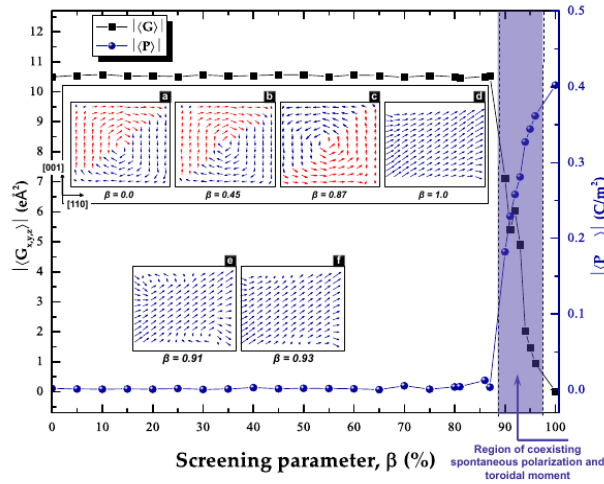 |⟨G⟩|
|⟨P⟩|
12
11
10
9
8
7
6
5
4
3
2
1
0
|⟨G_{x,y,z}⟩| (eÅ²)
0.5
0.4
0.3
0.2
0.1
0.0
a
b
c
d
β = 0.0
β = 0.45
β = 0.87
β = 1.0
[001]
[110]
e
f
β = 0.91
β = 0.93
0 10 20 30 40 50 60 70 80 90 100
Screening parameter, β (%)
Region of coexisting
spontaneous polarization and
toroidal moment